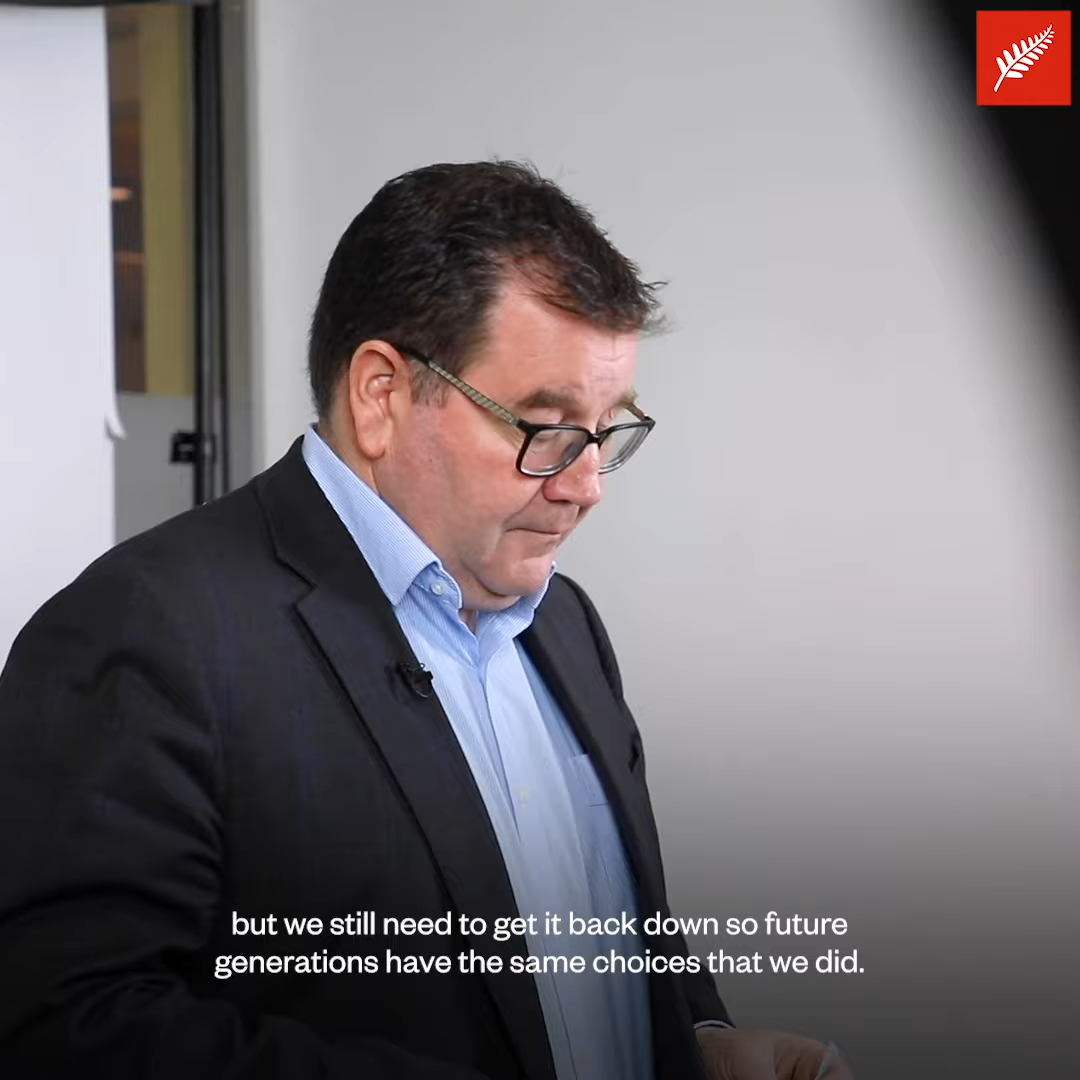 but we still need to get it back down so future
generations have the same choices that we did.